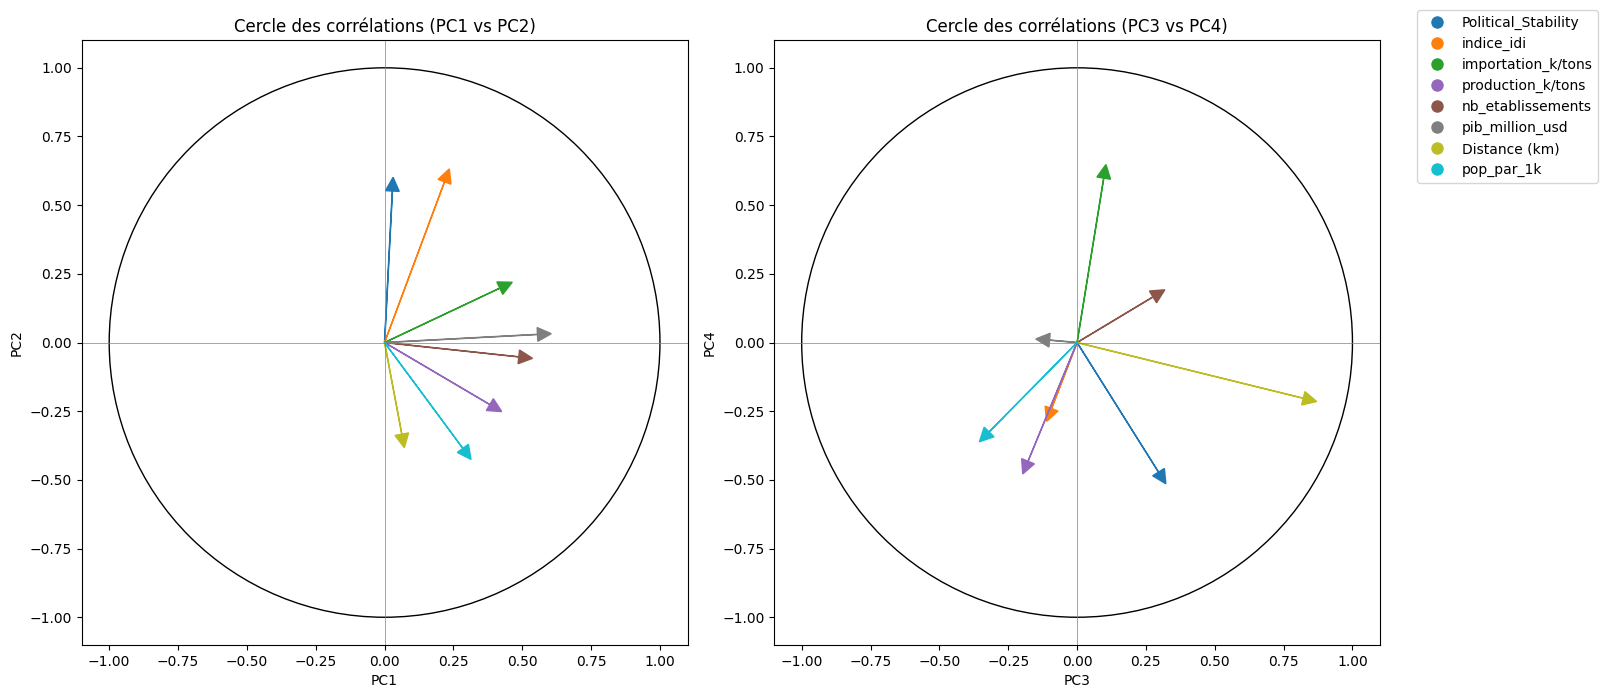 Cercle des corrélations (PC1 vs PC2)
1.00
0.75
0.50
0.25
0.00
−0.25
−0.50
−0.75
−1.00
PC2
−1.00 −0.75 −0.50 −0.25 0.00 0.25 0.50 0.75 1.00
PC1
Cercle des corrélations (PC3 vs PC4)
1.00
0.75
0.50
0.25
0.00
−0.25
−0.50
−0.75
−1.00
PC4
−1.00 −0.75 −0.50 −0.25 0.00 0.25 0.50 0.75 1.00
PC3
Political_Stability
indice_idi
importation_k/tons
production_k/tons
nb_etablissements
pib_million_usd
Distance (km)
pop_par_1k